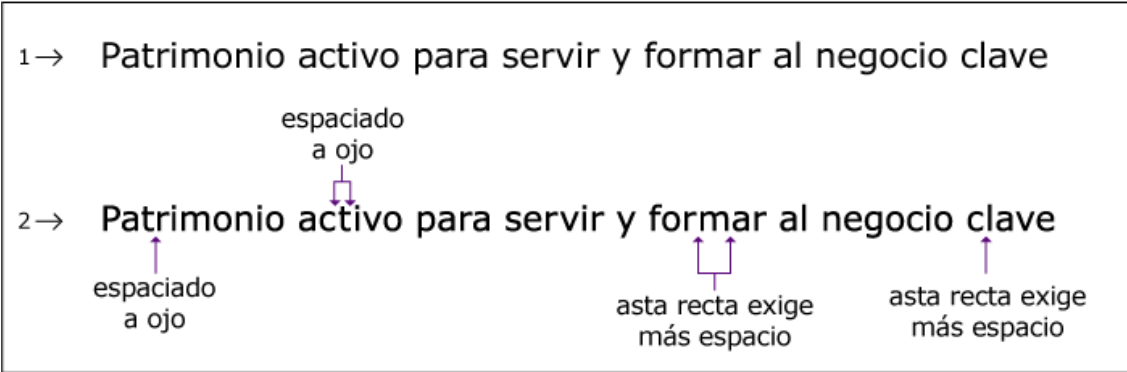 1→ Patrimonio activo para servir y formar al negocio clave
espaciado
a ojo
2→ Patrimonio activo para servir y formar al negocio clave
espaciado
a ojo
asta recta exige
más espacio
asta recta exige
más espacio